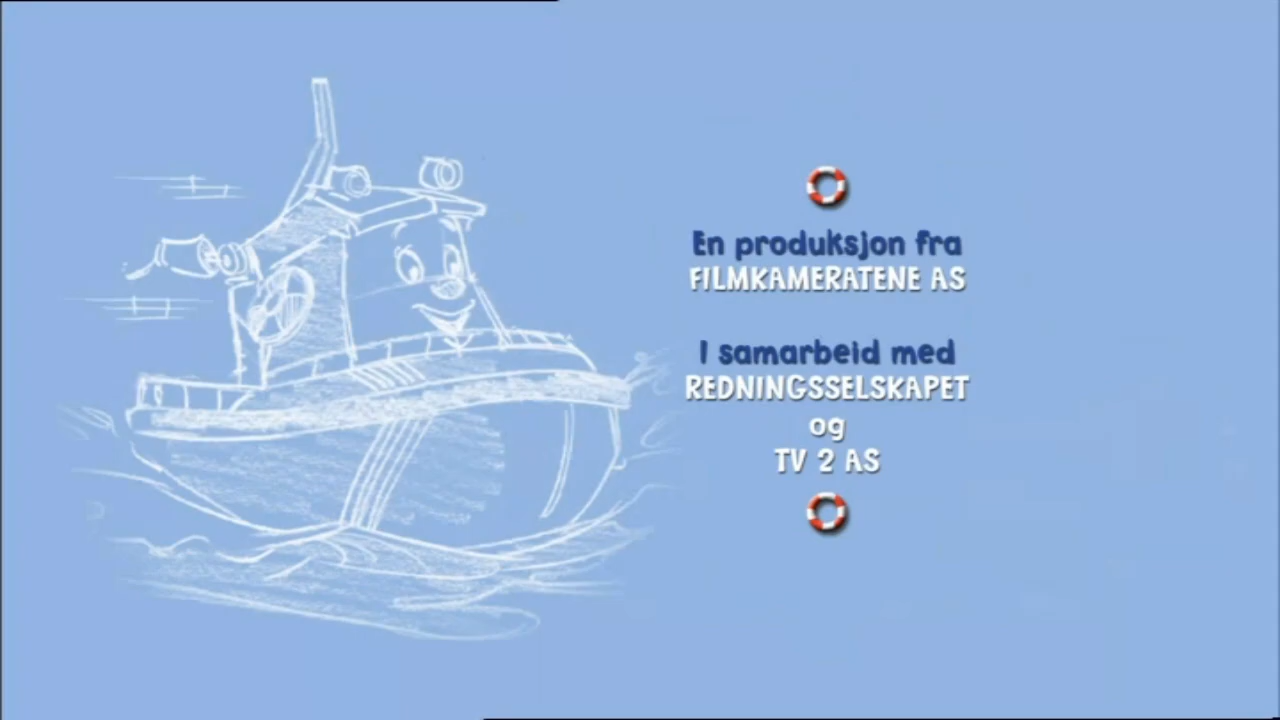 En produksjon fra
FILMKAMERATENE AS
I samarbeid med
REDNINGSSELSKAPET
og
TV 2 AS